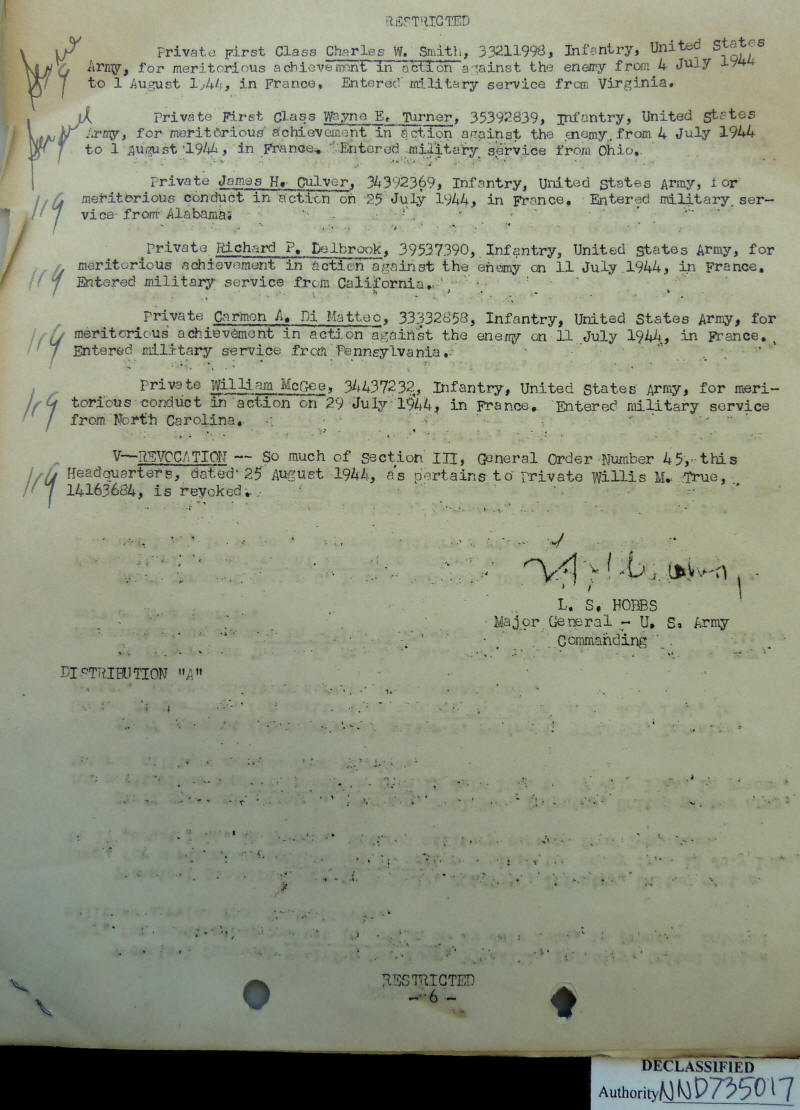 RESTRICTED
Private First Class Charles W. Smith, 33211998, Infantry, United States
Army, for meritorious achievement in action against the enemy from 4 July 1944
to 1 August 1944, in France. Entered military service from Virginia.
Private First Class Wayne E. Turner, 35392839, Infantry, United States
Army, for meritorious achievement in action against the enemy from 4 July 1944
to 1 August 1944, in France. Entered military service from Ohio.
Private James H. Culver, 34392369, Infantry, United States Army, for
meritorious conduct in action on 25 July 1944, in France. Entered military ser-
vice from Alabama.
Private Richard P. Delbrook, 39537390, Infantry, United States Army, for
meritorious achievement in action against the enemy on 11 July 1944, in France.
Entered military service from California.
Private Carmen A. Di Matteo, 33332858, Infantry, United States Army, for
meritorious achievement in action against the enemy on 11 July 1944, in France.
Entered military service from Pennsylvania.
Private William McGee, 34437232, Infantry, United States Army, for meri-
torious conduct in action on 29 July 1944, in France. Entered military service
from North Carolina.
V—REVOCATION -- So much of Section III, General Order Number 45, this
Headquarters, dated 25 August 1944, as pertains to Private Willis M. True,
14163684, is revoked.
L. S. HOBBS
Major General - U. S. Army
Commanding
DISTRIBUTION "A"
RESTRICTED
- 6 -
DECLASSIFIED
Authority NND735017